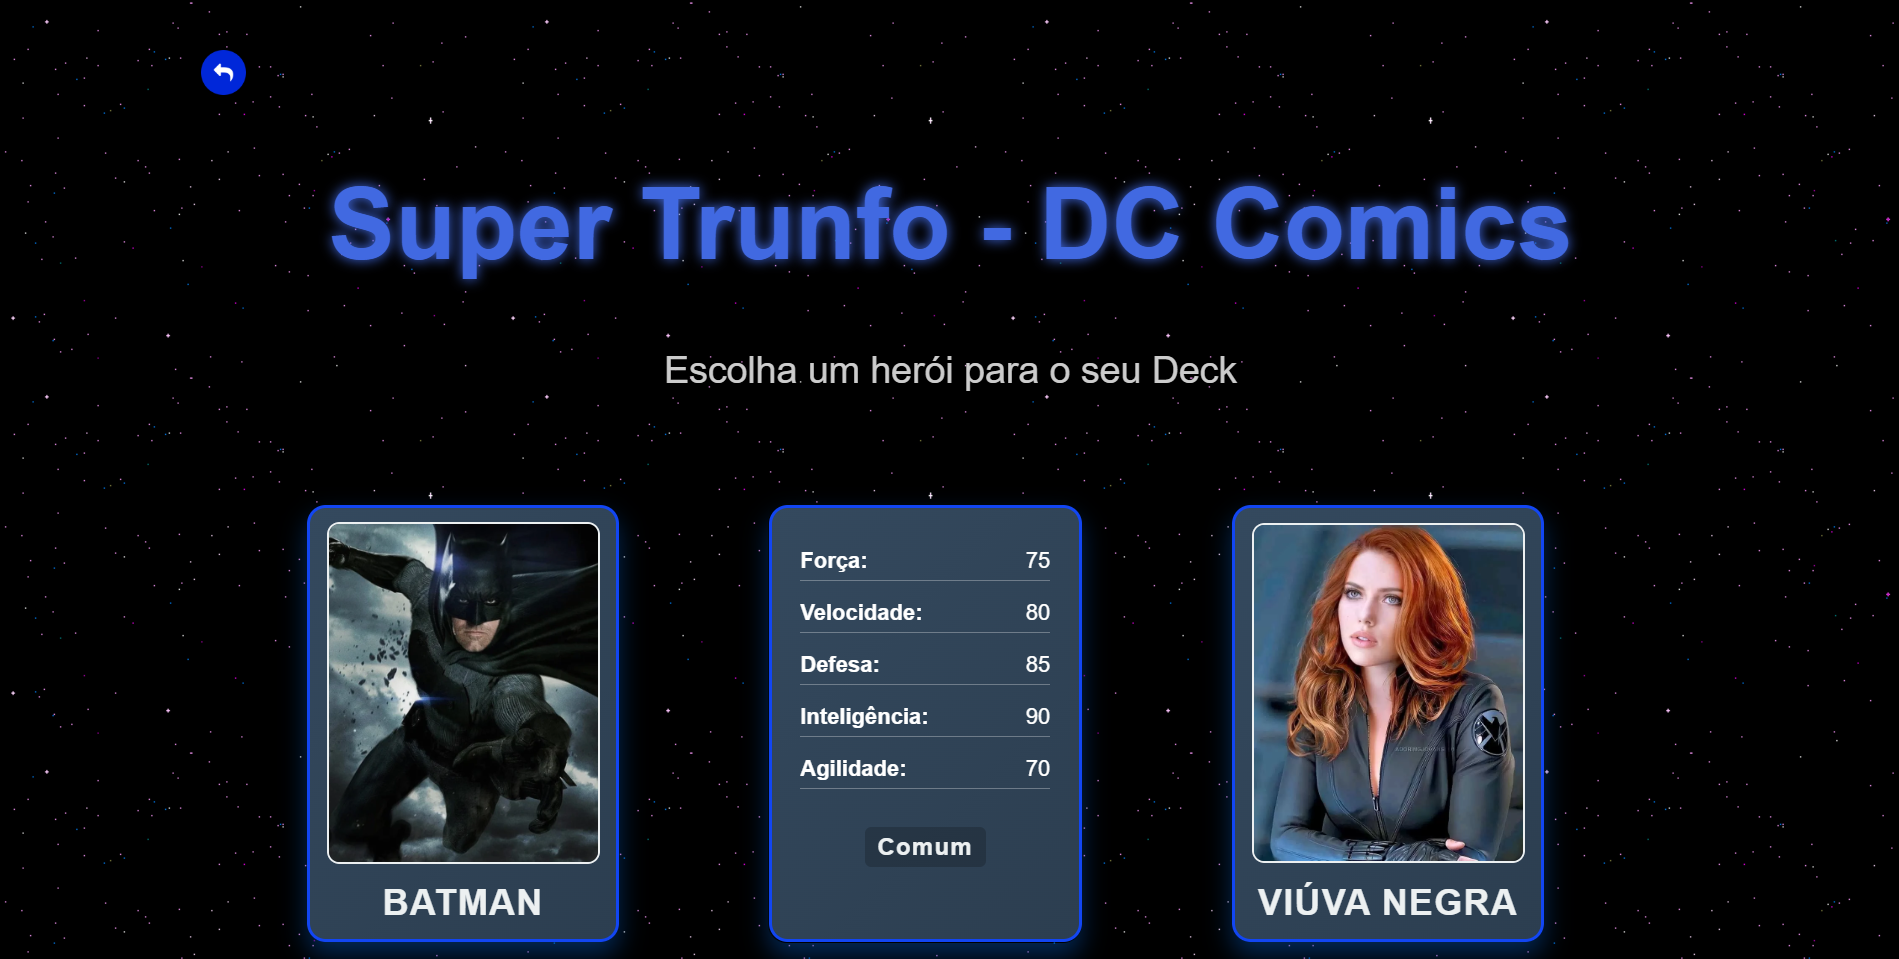 Super Trunfo - DC Comics
Escolha um herói para o seu Deck
BATMAN
Força: 75
Velocidade: 80
Defesa: 85
Inteligência: 90
Agilidade: 70
Comum
VIÚVA NEGRA